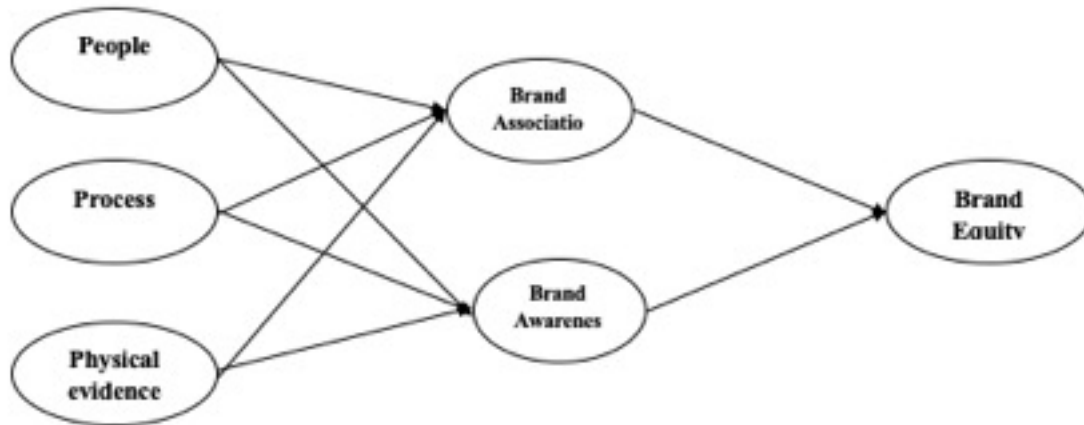 People
Brand
Associatio
Process
Brand
Equity
Brand
Awarenes
Physical
evidence